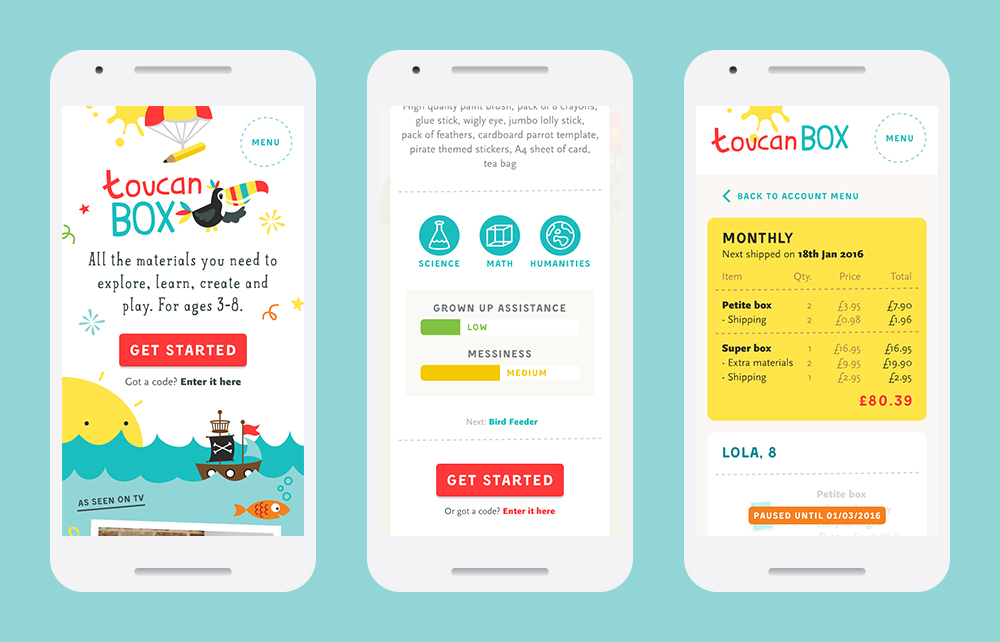 MENU
toucan
BOX
All the materials you need to
explore, learn, create and
play. For ages 3-8.
GET STARTED
Got a code? Enter it here
AS SEEN ON TV
High quality paint brush, pack of 8 crayons,
glue stick, wigly eye, jumbo lolly stick,
pack of feathers, cardboard parrot template,
pirate themed stickers, A4 sheet of card,
tea bag
SCIENCE MATH HUMANITIES
GROWN UP ASSISTANCE
LOW
MESSINESS
MEDIUM
Next: Bird Feeder
GET STARTED
Or got a code? Enter it here
toucan BOX MENU
BACK TO ACCOUNT MENU
MONTHLY
Next shipped on 18th Jan 2016
Item Qty. Price Total
Petite box 2 £3.95 £7.90
- Shipping 2 £0.98 £1.96
Super box 1 £16.95 £16.95
- Extra materials 2 £9.95 £19.90
- Shipping 1 £2.95 £2.95
£80.39
LOLA, 8
Petite box
PAUSED UNTIL 01/03/2016